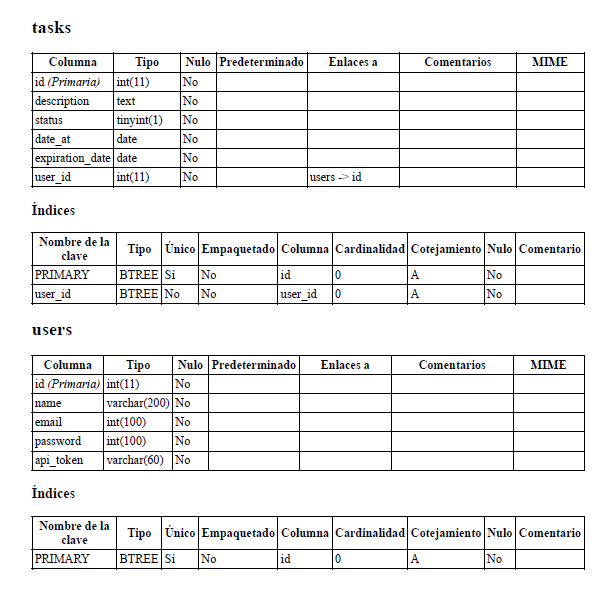 tasks
Columna Tipo Nulo Predeterminado Enlaces a Comentarios MIME
id (Primaria) int(11) No
description text No
status tinyint(1) No
date_at date No
expiration_date date No
user_id int(11) No users -> id
Índices
Nombre de la clave Tipo Único Empaquetado Columna Cardinalidad Cotejamiento Nulo Comentario
PRIMARY BTREE Sí No id 0 A No
user_id BTREE No No user_id 0 A No
users
Columna Tipo Nulo Predeterminado Enlaces a Comentarios MIME
id (Primaria) int(11) No
name varchar(200) No
email int(100) No
password int(100) No
api_token varchar(60) No
Índices
Nombre de la clave Tipo Único Empaquetado Columna Cardinalidad Cotejamiento Nulo Comentario
PRIMARY BTREE Sí No id 0 A No